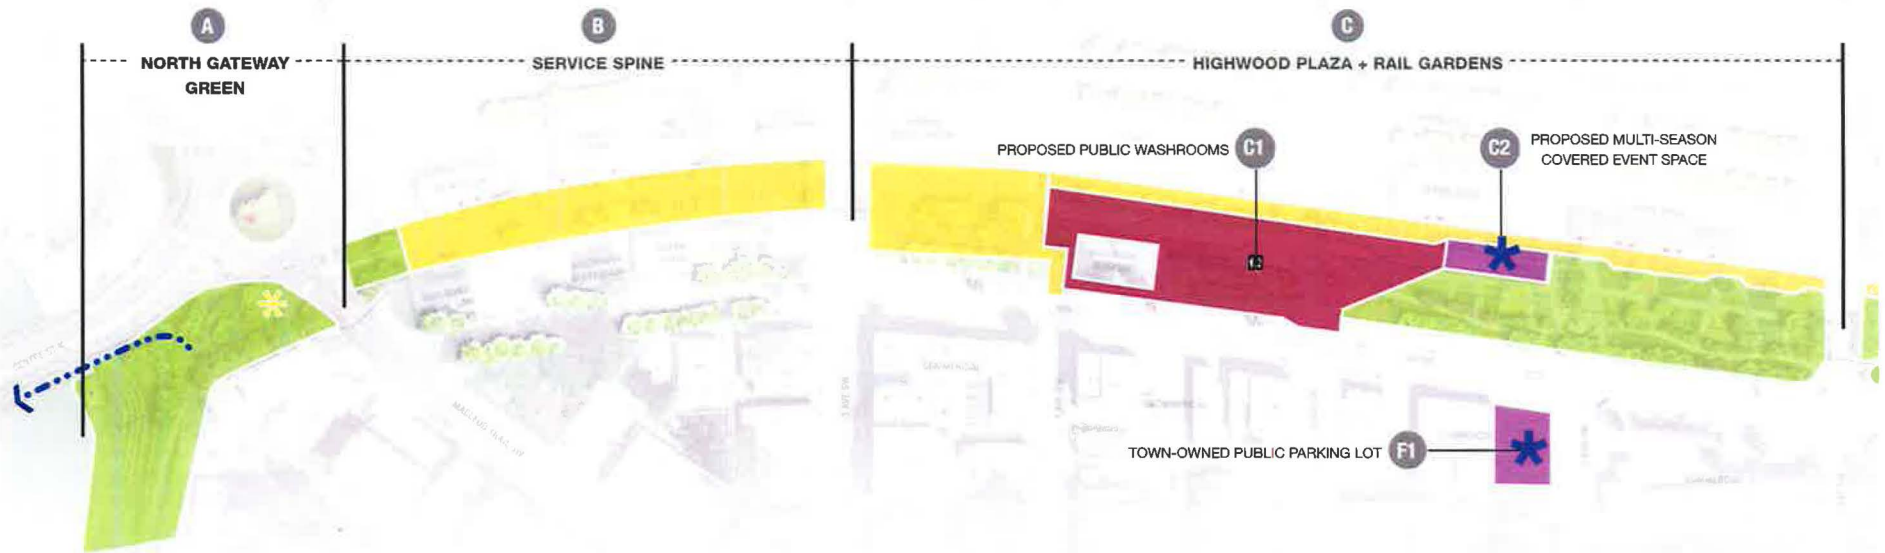 A
B
C
NORTH GATEWAY
GREEN
SERVICE SPINE
HIGHWOOD PLAZA + RAIL GARDENS
PROPOSED PUBLIC WASHROOMS C1
C2 PROPOSED MULTI-SEASON
COVERED EVENT SPACE
TOWN-OWNED PUBLIC PARKING LOT F1